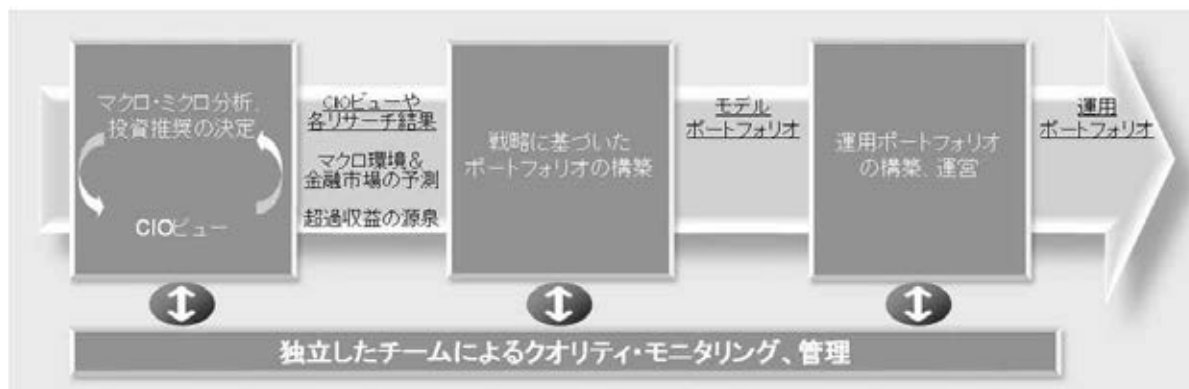 マクロ・ミクロ分析、
投資推奨の決定
CIOビュー
CIOビューや
各リサーチ結果
マクロ環境&
金融市場の予測
超過収益の源泉
戦略に基づいた
ポートフォリオの構築
モデル
ポートフォリオ
運用ポートフォリオ
の構築、運営
運用
ポートフォリオ
独立したチームによるクオリティ・モニタリング、管理